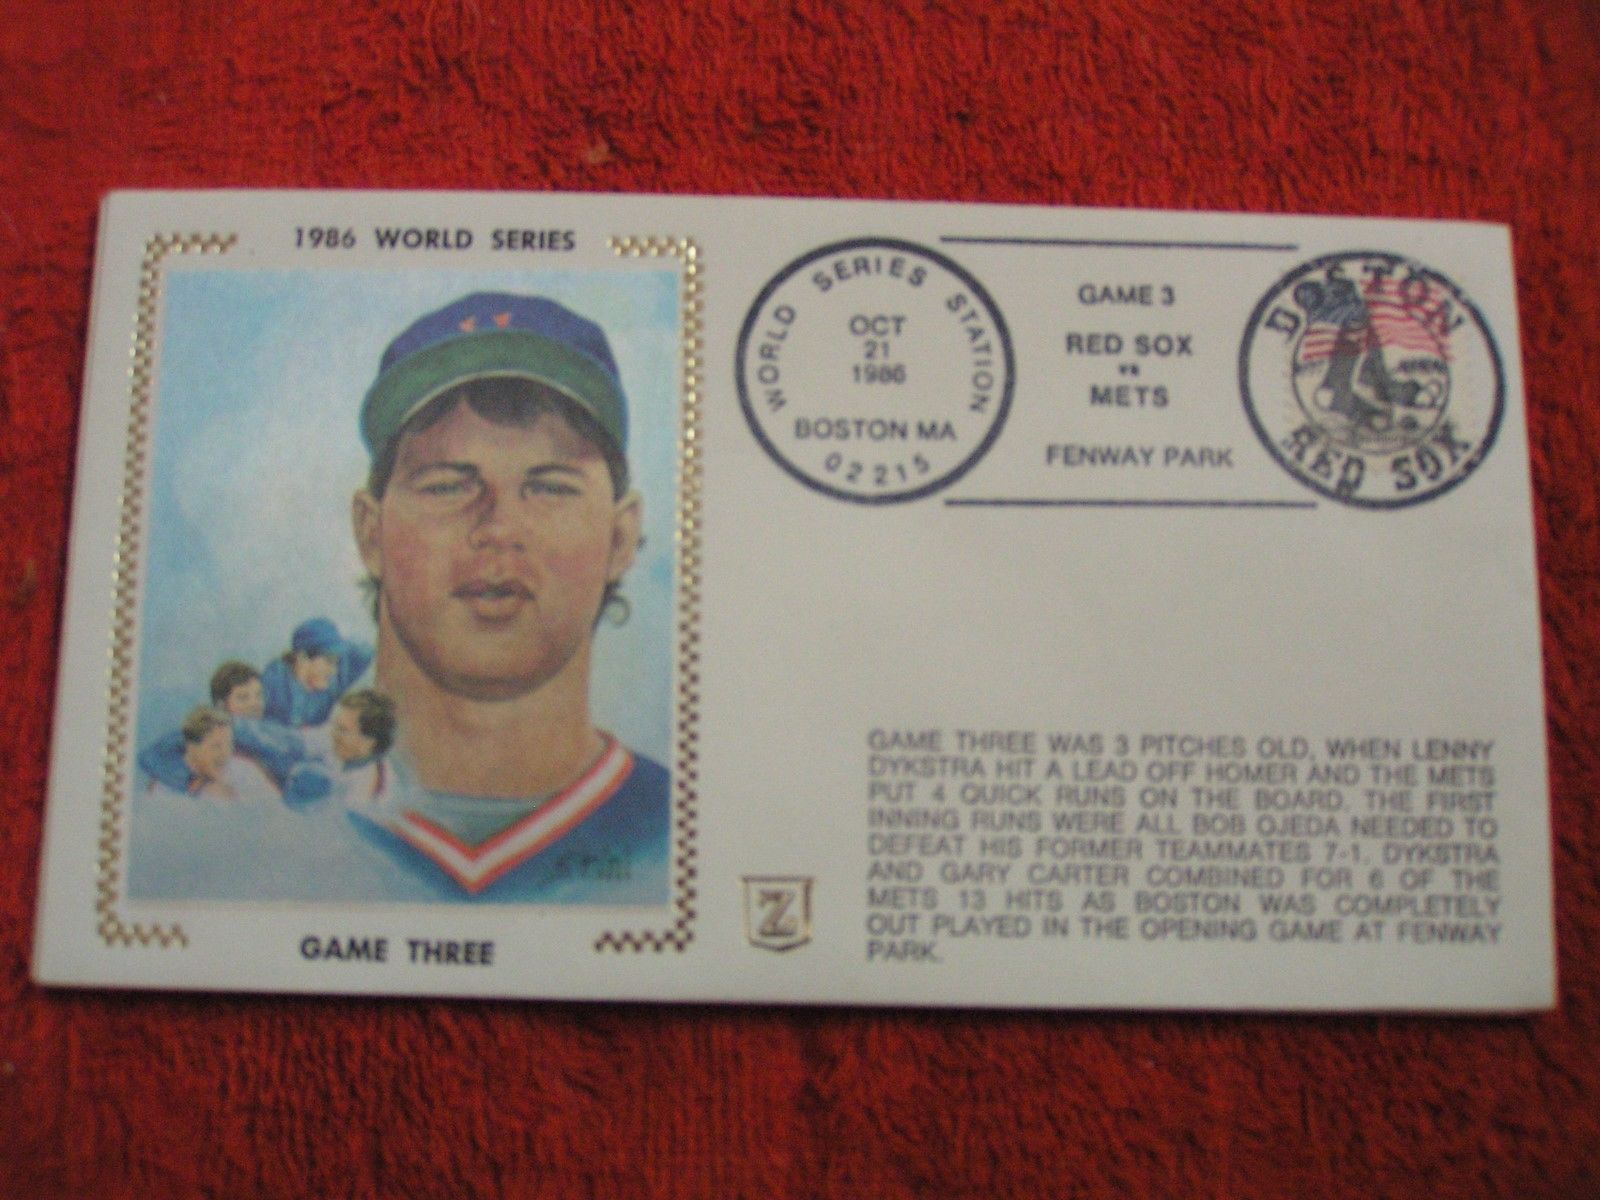 1986 WORLD SERIES
GAME THREE
WORLD SERIES STATION
OCT
21
1986
BOSTON MA
02215
GAME 3
RED SOX
vs
METS
FENWAY PARK
BOSTON
RED SOX
22
Z
GAME THREE WAS 3 PITCHES OLD, WHEN LENNY
DYKSTRA HIT A LEAD OFF HOMER AND THE METS
PUT 4 QUICK RUNS ON THE BOARD. THE FIRST
INNING RUNS WERE ALL BOB OJEDA NEEDED TO
DEFEAT HIS FORMER TEAMMATES 7-1. DYKSTRA
AND GARY CARTER COMBINED FOR 6 OF THE
METS 13 HITS AS BOSTON WAS COMPLETELY
OUT PLAYED IN THE OPENING GAME AT FENWAY
PARK.